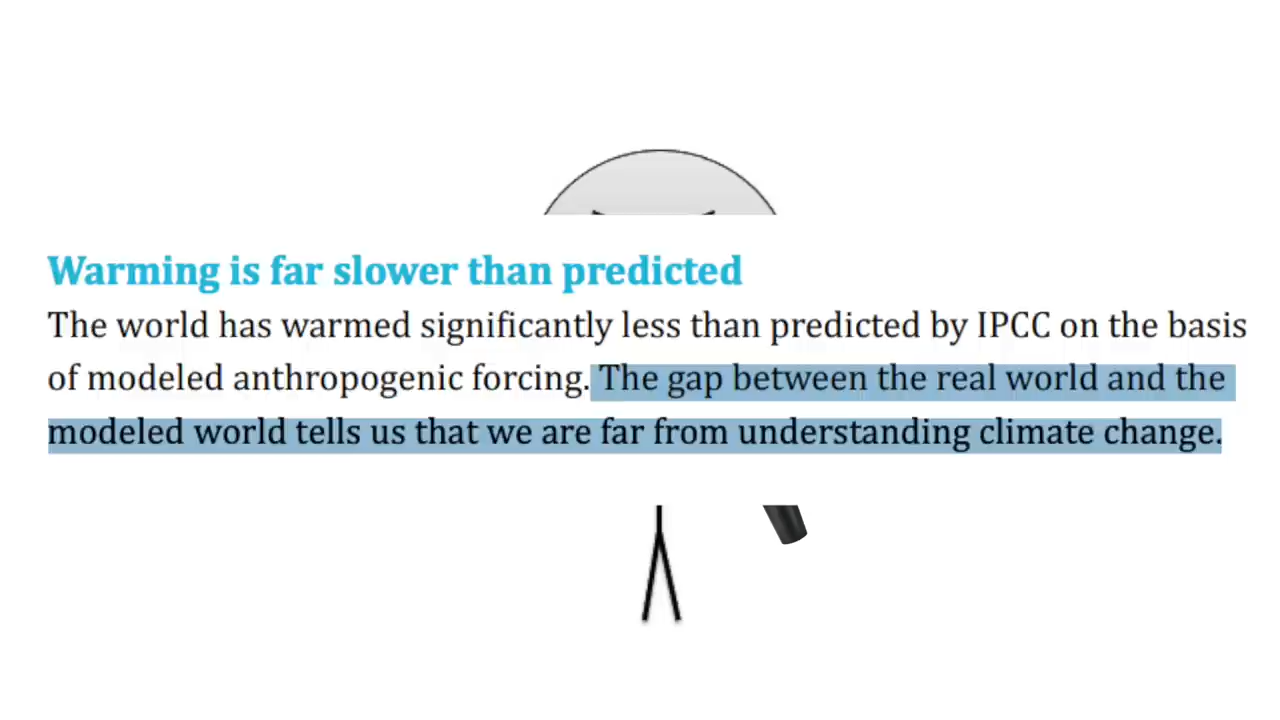 Warming is far slower than predicted
The world has warmed significantly less than predicted by IPCC on the basis
of modeled anthropogenic forcing. The gap between the real world and the
modeled world tells us that we are far from understanding climate change.